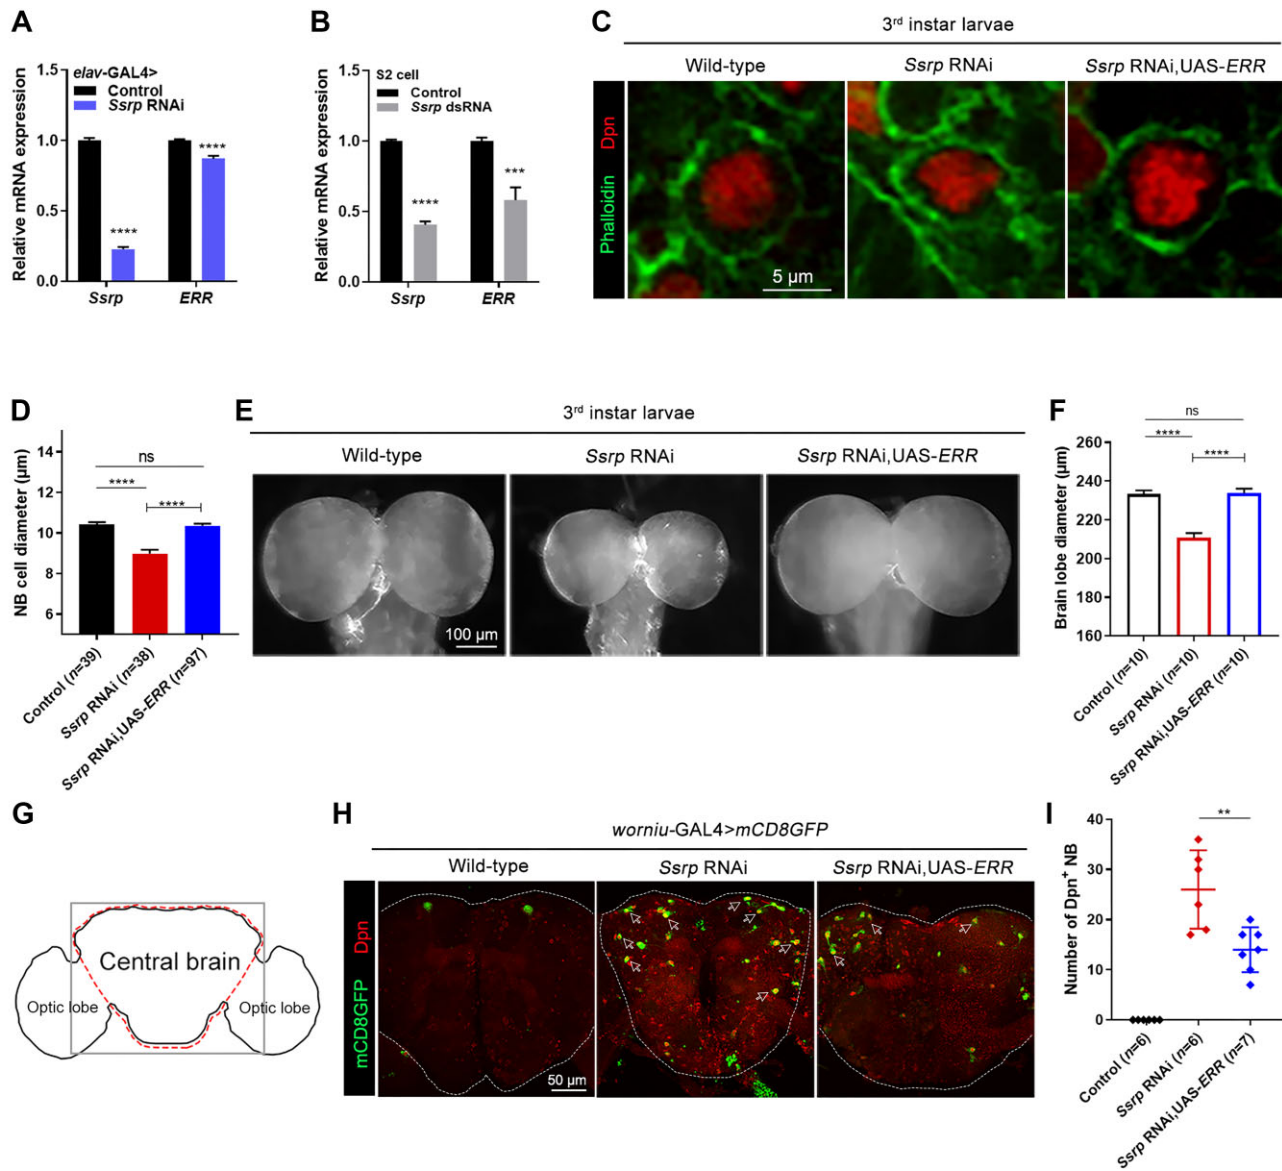 A
elav-GAL4>
Control
Ssrp RNAi
Relative mRNA expression
1.5
1.0
0.5
0.0
****
****
Ssrp
ERR
B
S2 cell
Control
Ssrp dsRNA
Relative mRNA expression
1.5
1.0
0.5
0.0
****
***
Ssrp
ERR
C
3rd instar larvae
Wild-type
Ssrp RNAi
Ssrp RNAi,UAS-ERR
Phalloidin Dpn
5 µm
D
NB cell diameter (µm)
14
12
10
8
6
ns
****
****
Control (n=39)
Ssrp RNAi (n=38)
Ssrp RNAi,UAS-ERR (n=97)
E
3rd instar larvae
Wild-type
Ssrp RNAi
Ssrp RNAi,UAS-ERR
100 µm
F
Brain lobe diameter (µm)
260
240
220
200
180
160
ns
****
****
Control (n=10)
Ssrp RNAi (n=10)
Ssrp RNAi,UAS-ERR (n=10)
G
Central brain
Optic lobe
Optic lobe
H
worniu-GAL4>mCD8GFP
Wild-type
Ssrp RNAi
Ssrp RNAi,UAS-ERR
mCD8GFP Dpn
50 µm
I
Number of Dpn+ NB
40
30
20
10
0
**
Control (n=6)
Ssrp RNAi (n=6)
Ssrp RNAi,UAS-ERR (n=7)